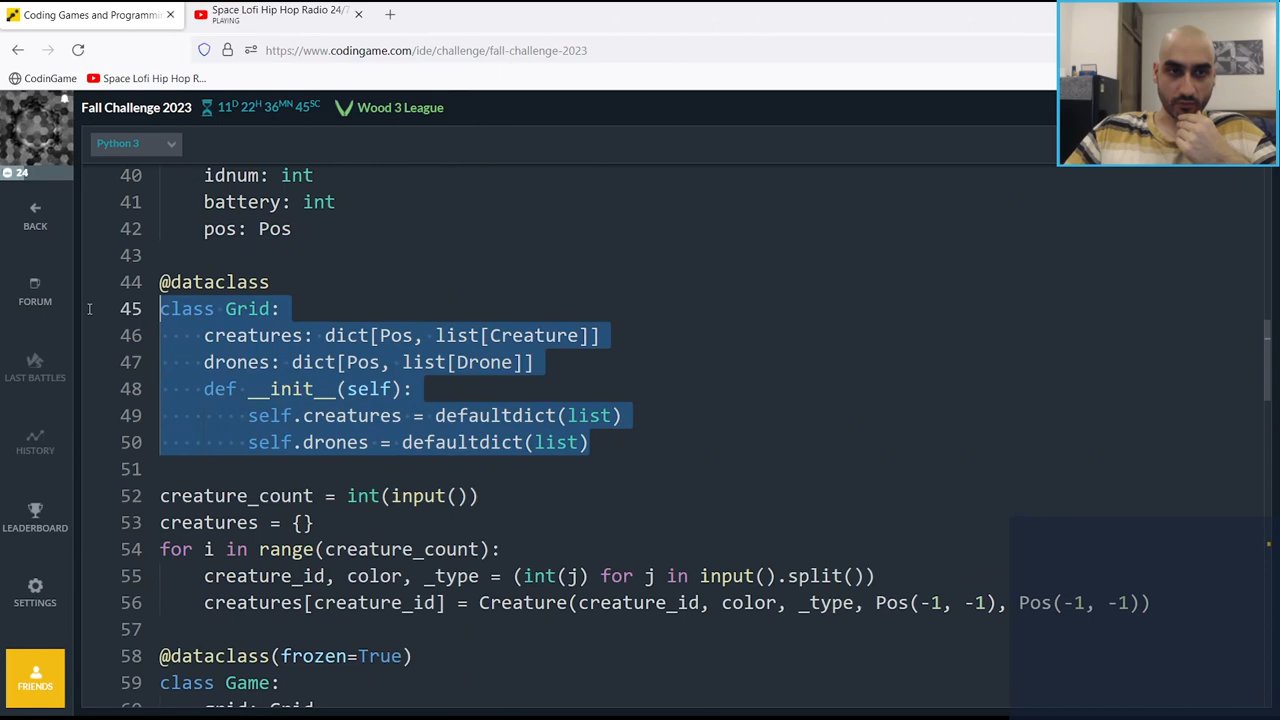 Coding Games and Programmin
Space Lofi Hip Hop Radio 24/7
PLAYING
https://www.codingame.com/ide/challenge/fall-challenge-2023
CodinGame
Space Lofi Hip Hop R...
Fall Challenge 2023
11D 22H 36MN 45SC
Wood 3 League
Python 3
24
BACK
FORUM
LAST BATTLES
HISTORY
LEADERBOARD
SETTINGS
FRIENDS
40 idnum: int
41 battery: int
42 pos: Pos
43
44 @dataclass
45 class Grid:
46 creatures: dict[Pos, list[Creature]]
47 drones: dict[Pos, list[Drone]]
48 def __init__(self):
49 self.creatures = defaultdict(list)
50 self.drones = defaultdict(list)
51
52 creature_count = int(input())
53 creatures = {}
54 for i in range(creature_count):
55 creature_id, color, _type = (int(j) for j in input().split())
56 creatures[creature_id] = Creature(creature_id, color, _type, Pos(-1, -1), Pos(-1, -1))
57
58 @dataclass(frozen=True)
59 class Game:
60 grid: Grid